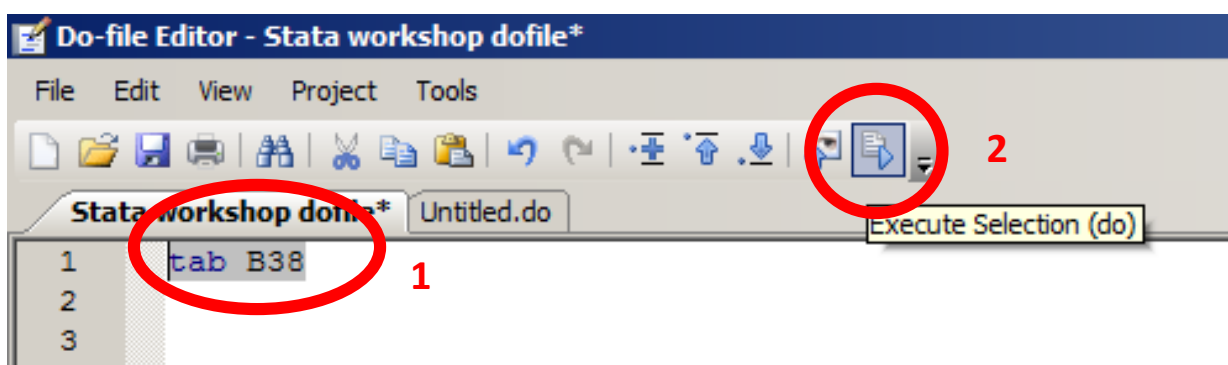 Do-file Editor - Stata workshop dofile*
File Edit View Project Tools
2
Stata workshop dofile* Untitled.do
Execute Selection (do)
1 tab B38
1
2
3